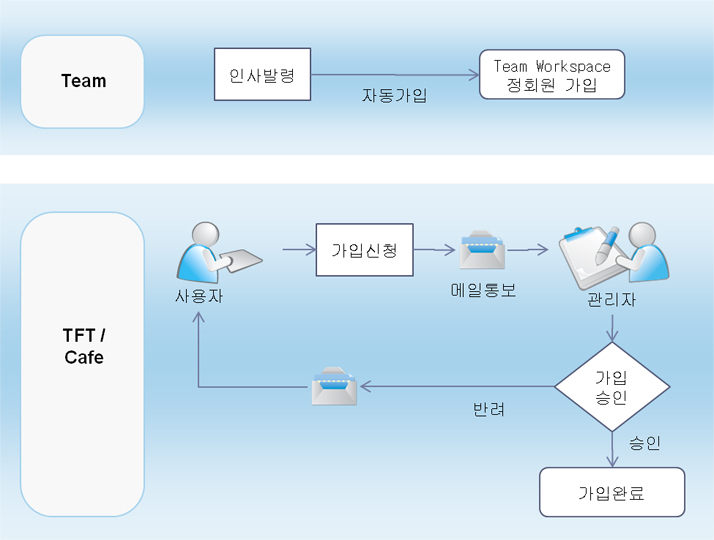 Team
인사발령
자동가입
Team Workspace
정회원 가입
TFT /
Cafe
사용자
가입신청
메일통보
관리자
가입
승인
반려
승인
가입완료